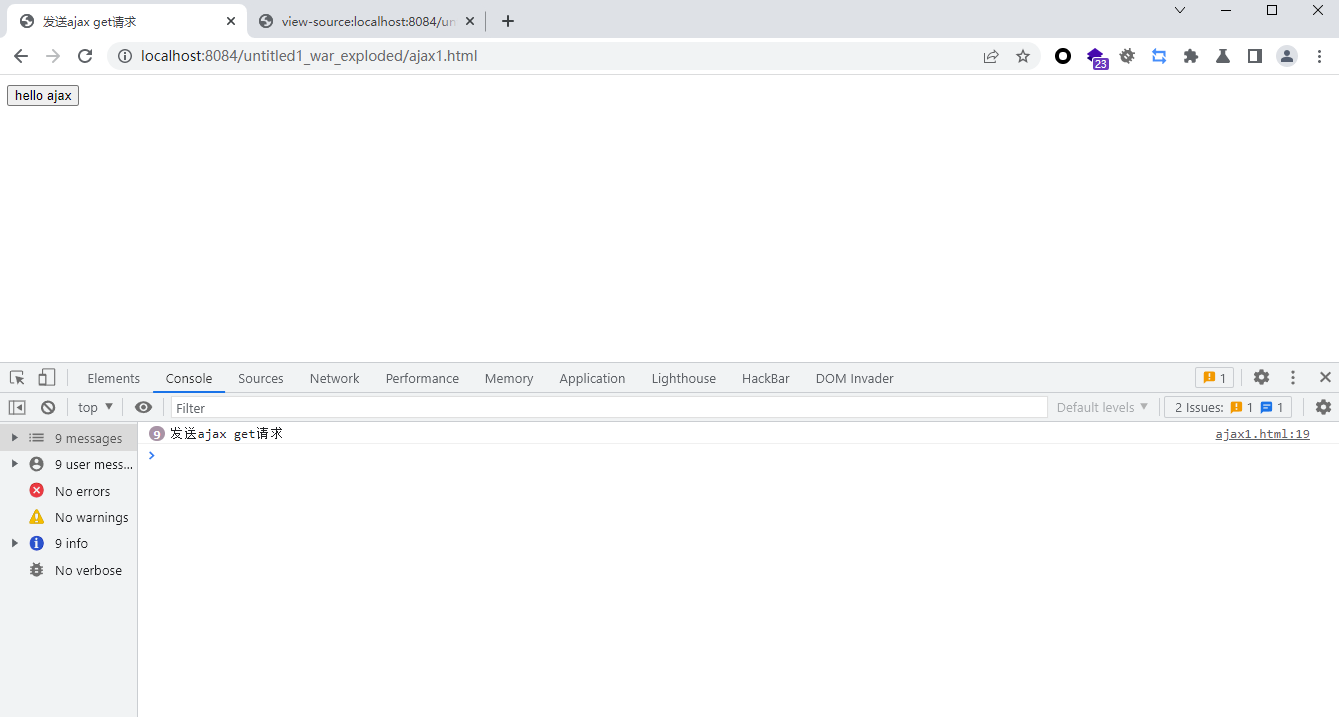 发送ajax get请求
view-source:localhost:8084/un
localhost:8084/untitled1_war_exploded/ajax1.html
23
hello ajax
Elements Console Sources Network Performance Memory Application Lighthouse HackBar DOM Invader 1
top Filter Default levels 2 Issues: 1 1
9 messages
9 发送ajax get请求 ajax1.html:19
9 user mess...
No errors
No warnings
9 info
No verbose